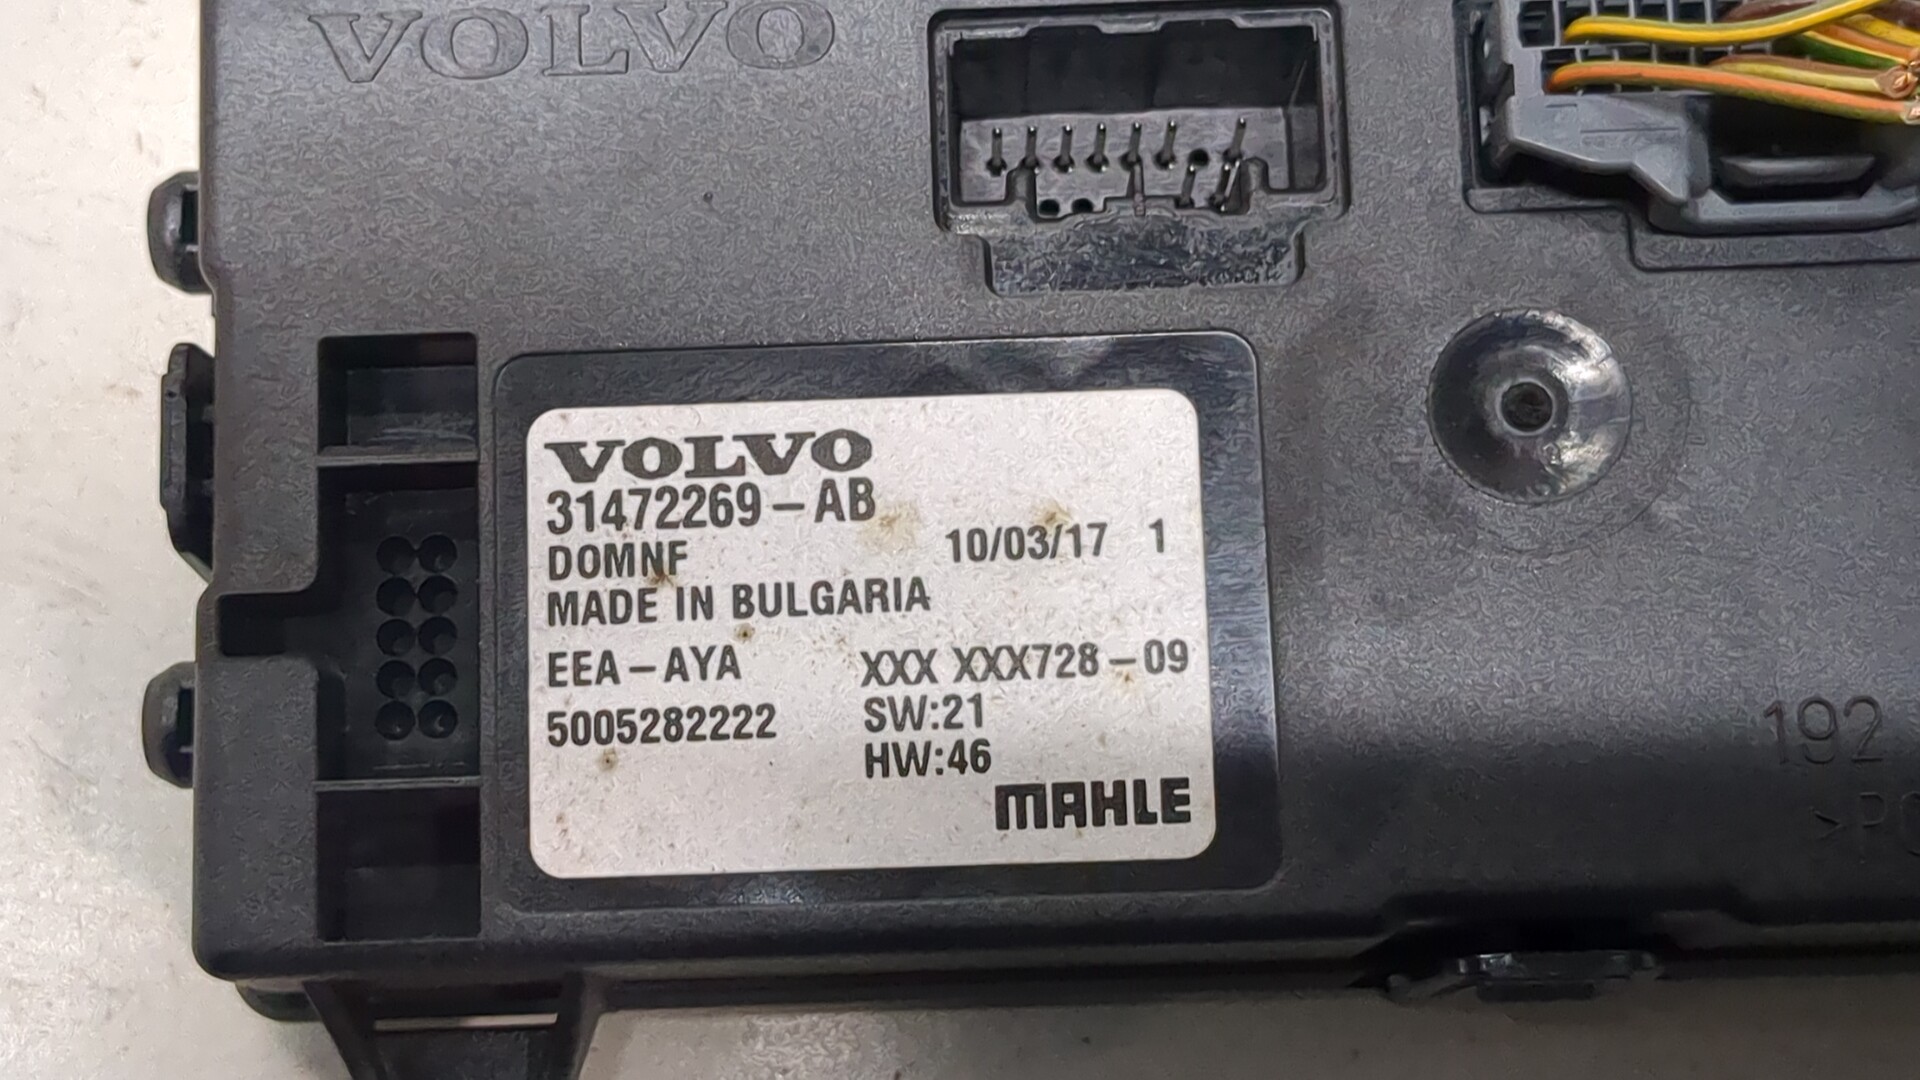 VOLVO
VOLVO
31472269-AB
DOMNF 10/03/17 1
MADE IN BULGARIA
EEA-AYA XXX XXX728-09
5005282222 SW:21
HW:46
MAHLE
192
>P